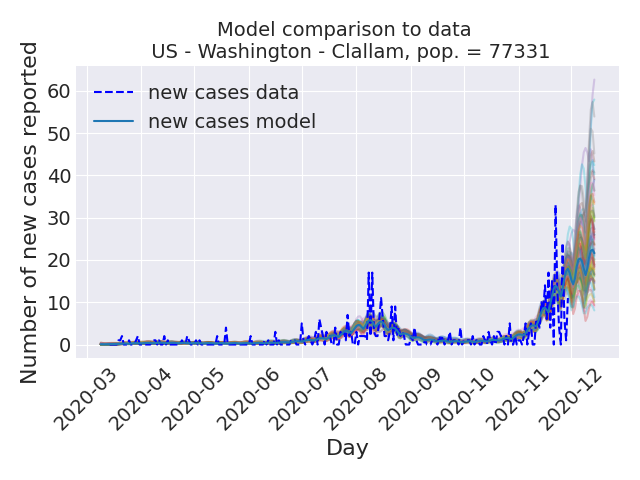 Model comparison to data
US - Washington - Clallam, pop. = 77331
Number of new cases reported
60
50
40
30
20
10
0
new cases data
new cases model
2020-03
2020-04
2020-05
2020-06
2020-07
2020-08
2020-09
2020-10
2020-11
2020-12
Day